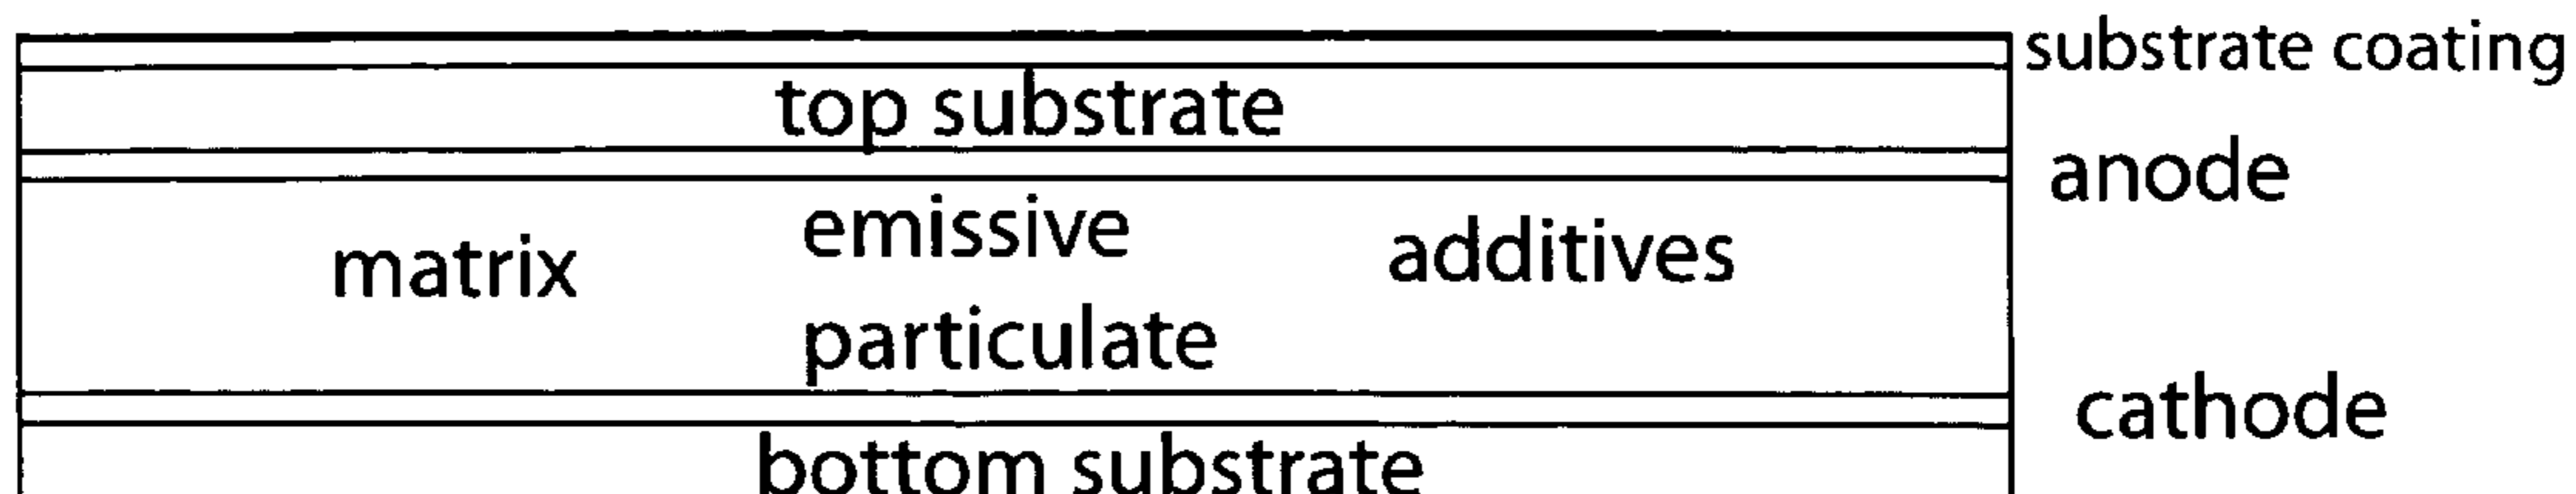 substrate coating
top substrate
anode
emissive
matrix
additives
particulate
cathode
bottom substrate